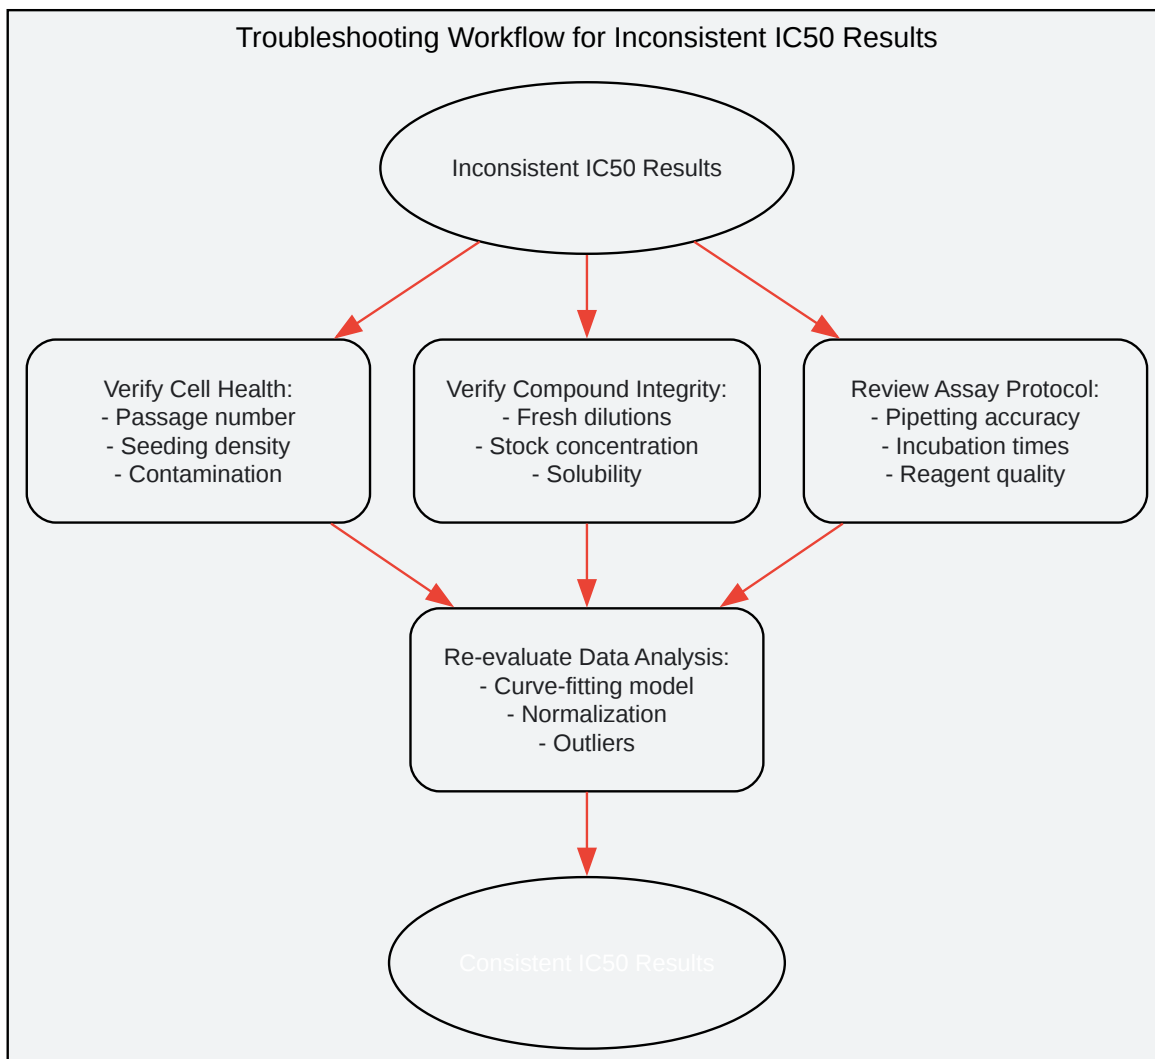 Troubleshooting Workflow for Inconsistent IC50 Results
Inconsistent IC50 Results
Verify Cell Health:
- Passage number
- Seeding density
- Contamination
Verify Compound Integrity:
- Fresh dilutions
- Stock concentration
- Solubility
Review Assay Protocol:
- Pipetting accuracy
- Incubation times
- Reagent quality
Re-evaluate Data Analysis:
- Curve-fitting model
- Normalization
- Outliers
Consistent IC50 Results